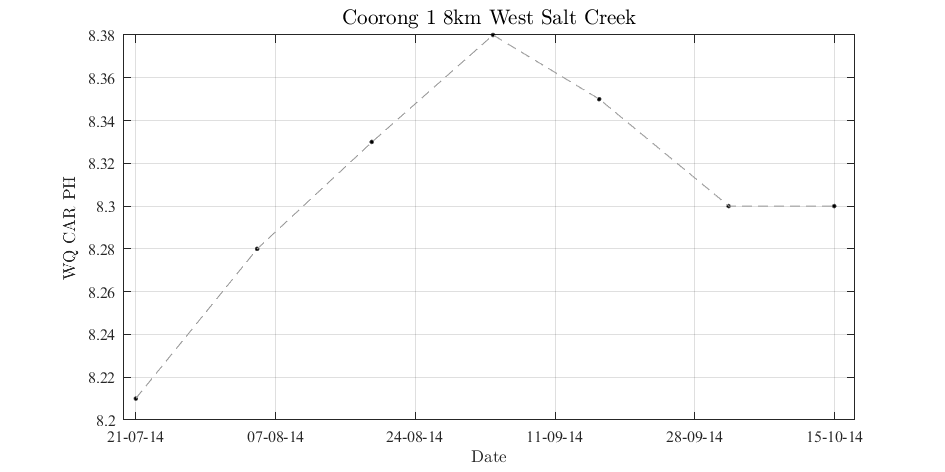 Coorong 1 8km West Salt Creek
8.38
8.36
8.34
8.32
8.3
8.28
8.26
8.24
8.22
8.2
WQ CAR PH
21-07-14 07-08-14 24-08-14 11-09-14 28-09-14 15-10-14
Date